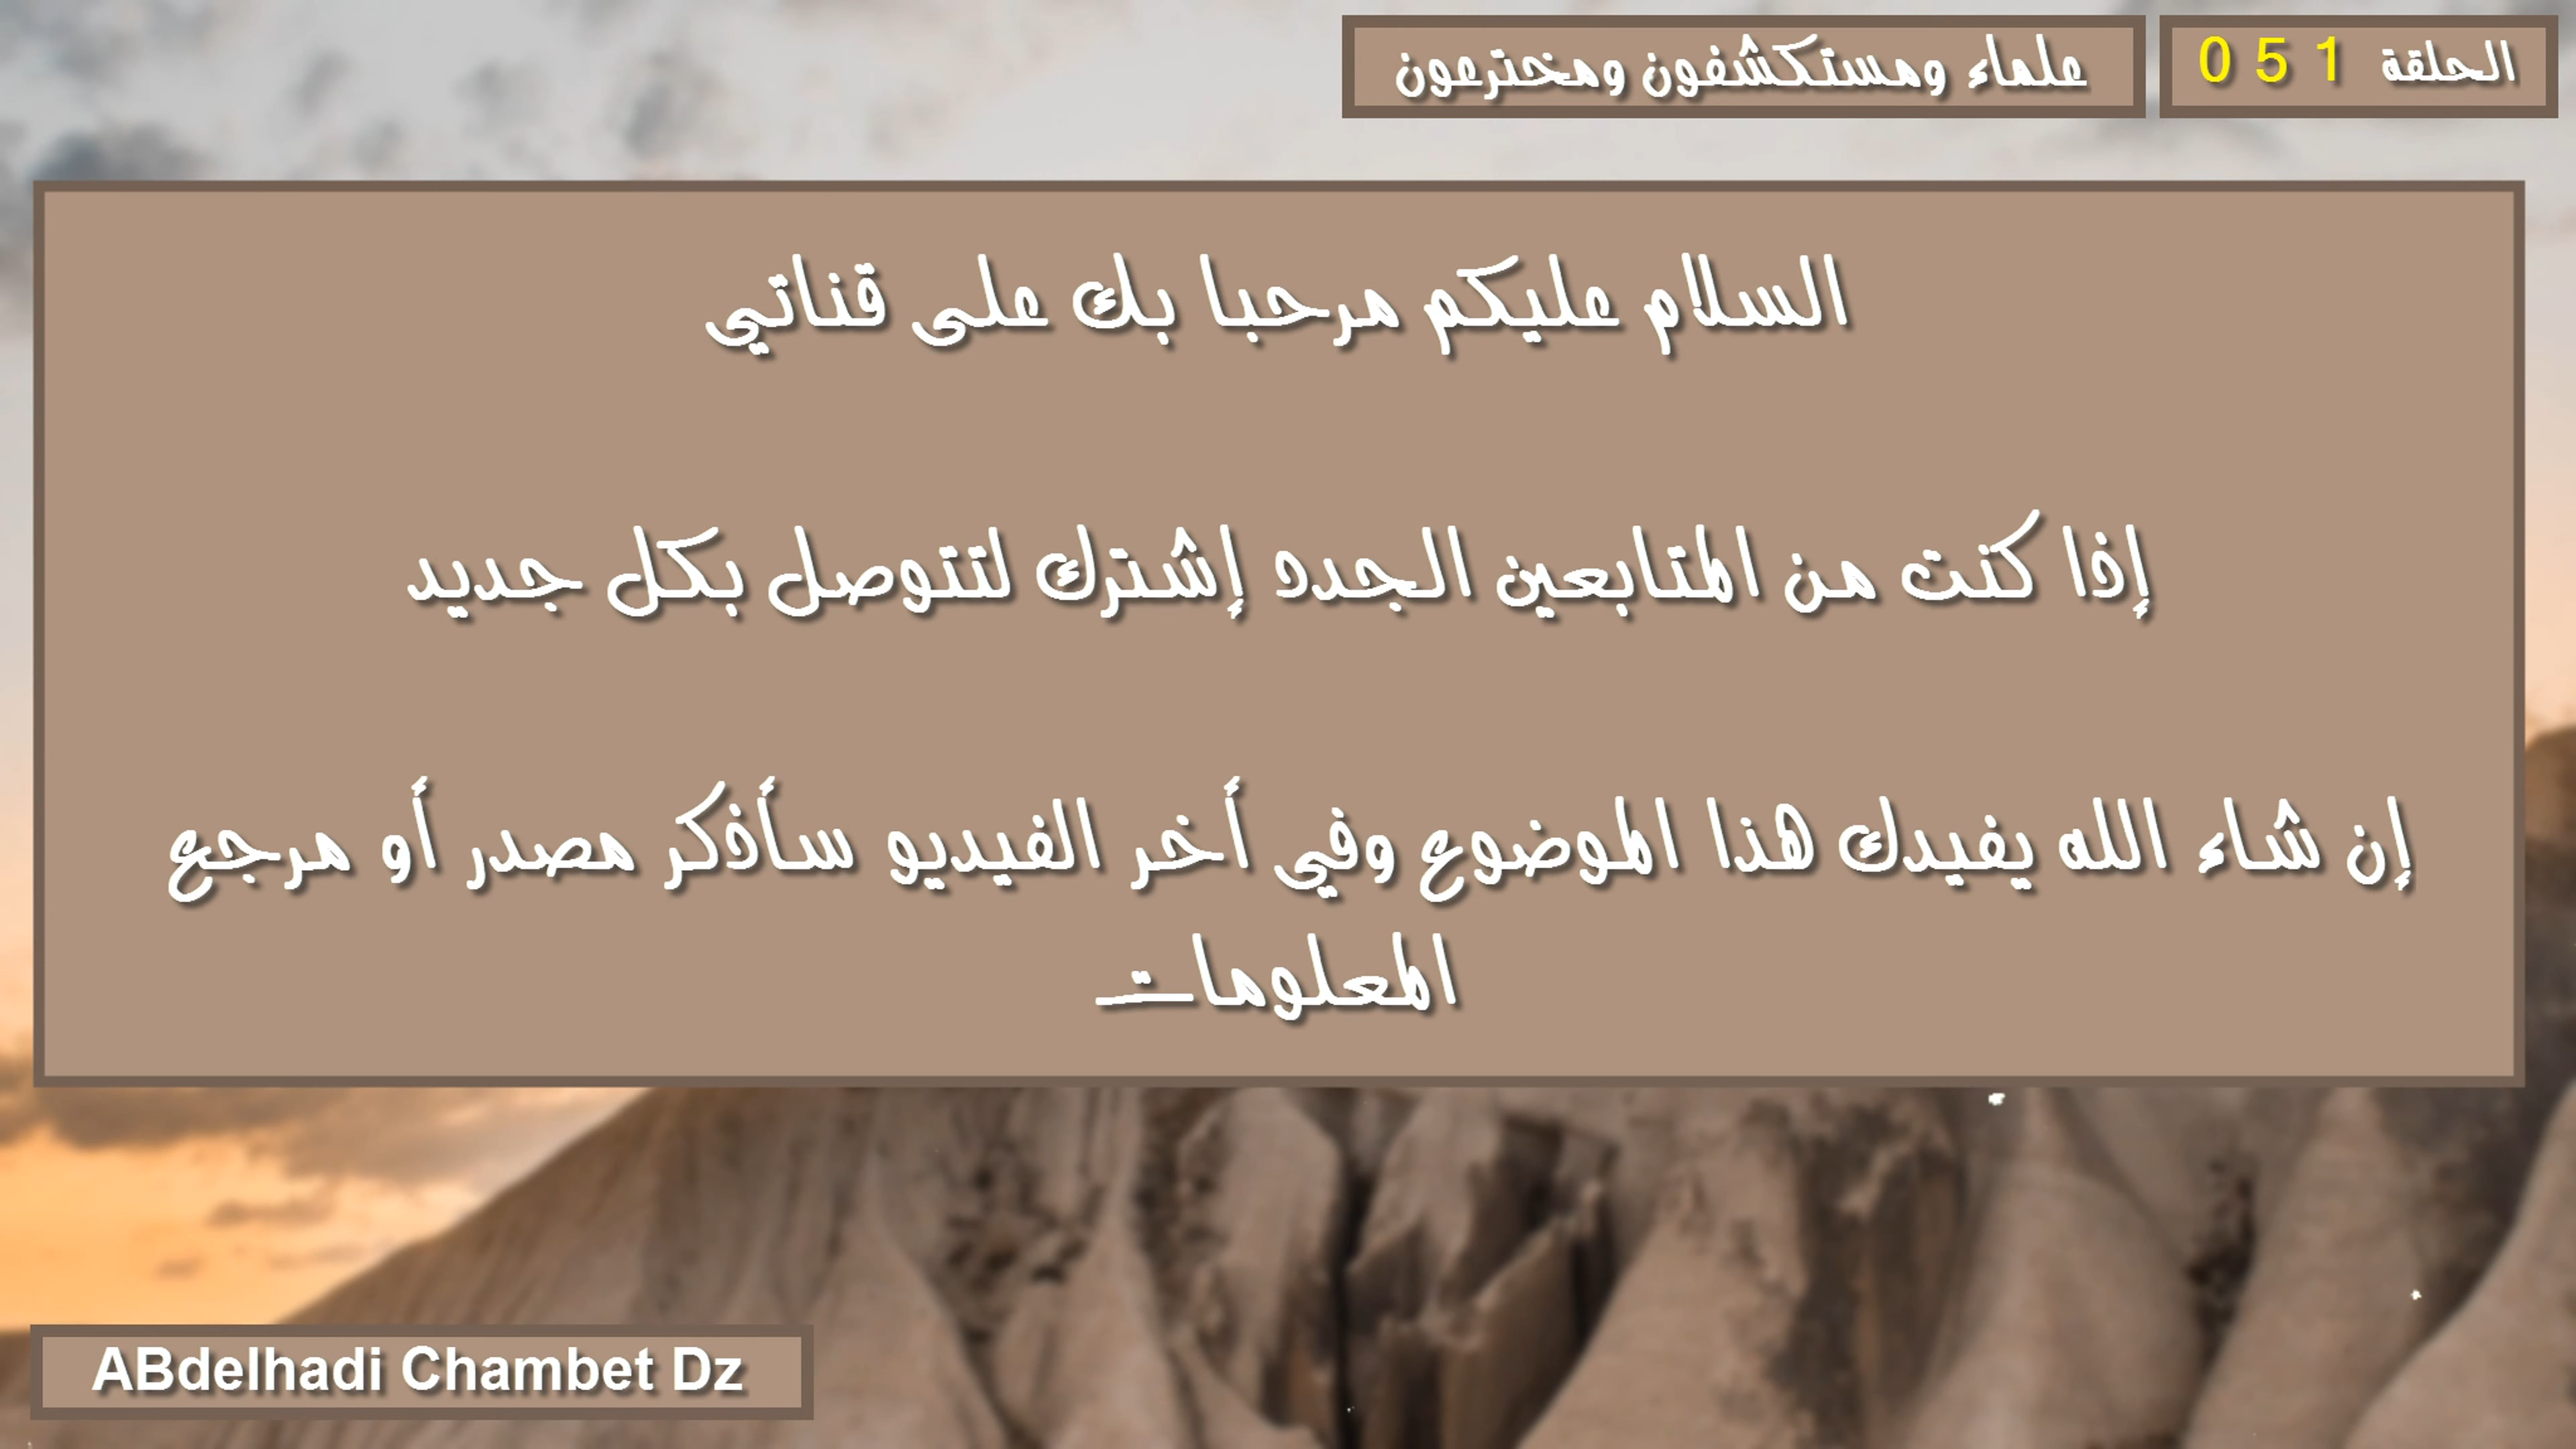 الحلقة 051
علماء ومستكشفون ومخترعون
السلام عليكم مرحبا بك على قناتي
إذا كنت من المتابعين الجدد إشترك لتتوصل بكل جديد
إن شاء الله يفيدك هذا الموضوع وفي أخر الفيديو سأذكر مصدر أو مرجع
المعلومات
ABdelhadi Chambet Dz